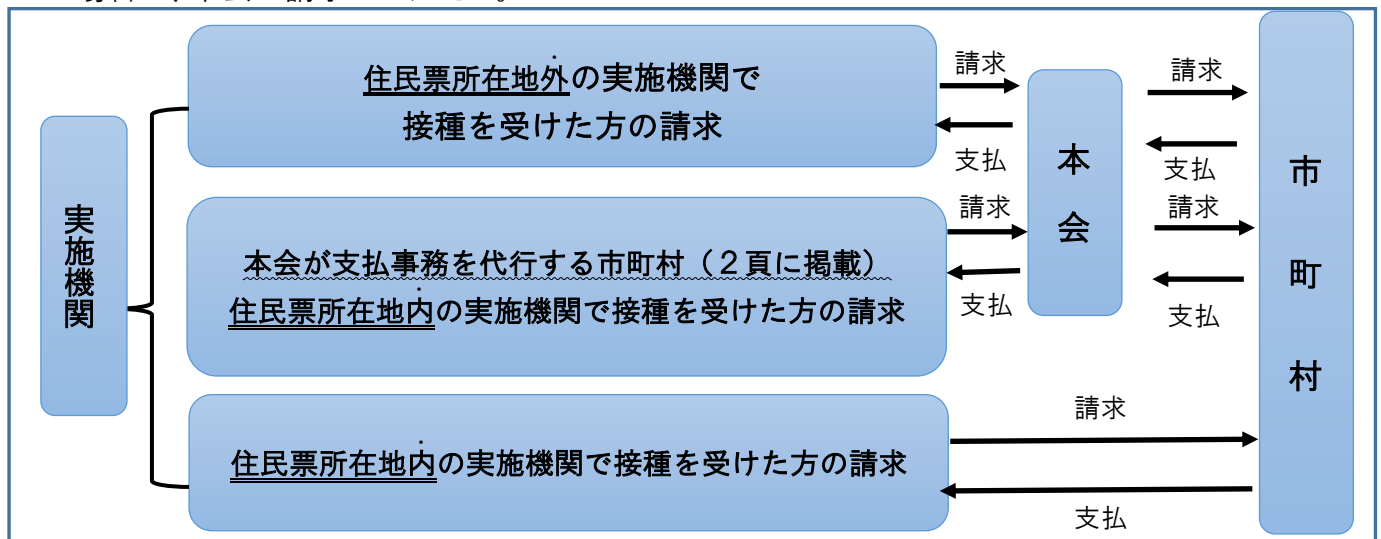 実施機関
住民票所在地外の実施機関で
接種を受けた方の請求
請求
支払
本会が支払事務を代行する市町村（２頁に掲載）
住民票所在地内の実施機関で接種を受けた方の請求
請求
支払
本会
請求
支払
請求
支払
住民票所在地内の実施機関で接種を受けた方の請求
請求
支払
市町村